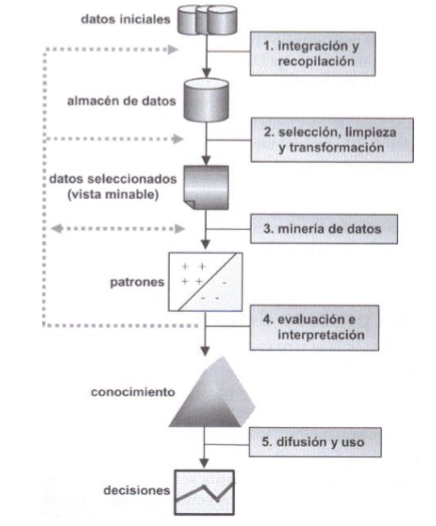 datos iniciales
1. integración y
recopilación
almacén de datos
2. selección, limpieza
y transformación
datos seleccionados
(vista minable)
3. minería de datos
patrones
4. evaluación e
interpretación
conocimiento
5. difusión y uso
decisiones